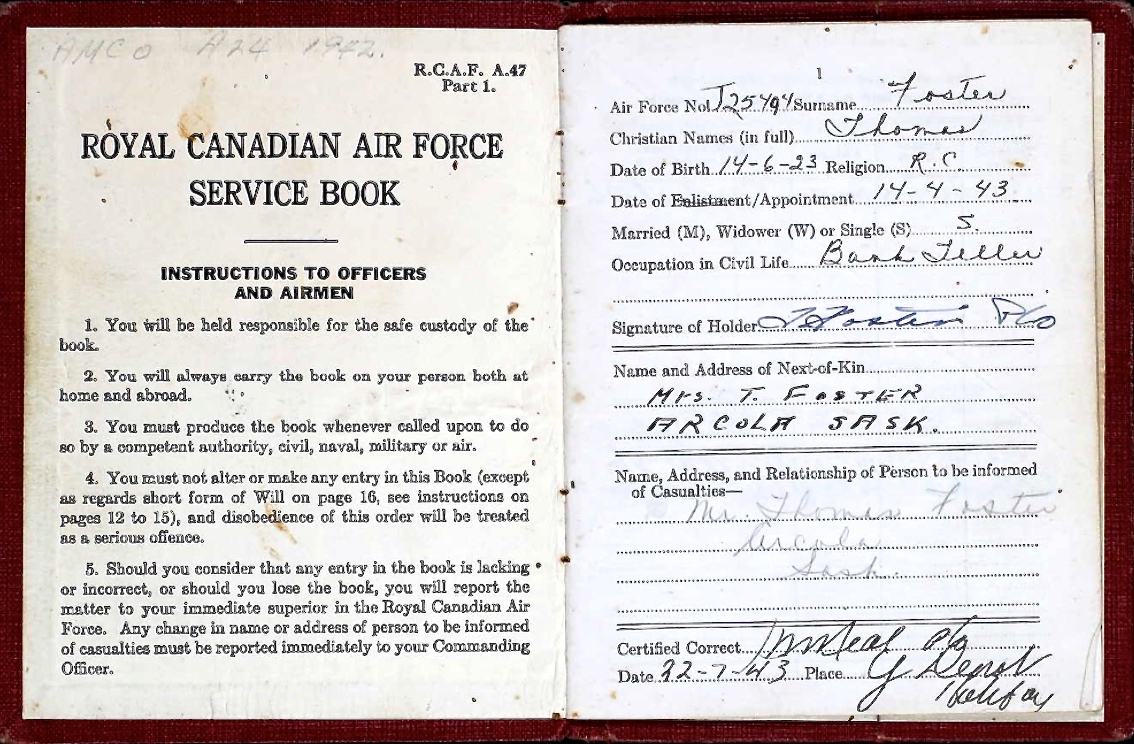 AMCO A24 1942.
R.C.A.F. A.47
Part 1.
ROYAL CANADIAN AIR FORCE
SERVICE BOOK
INSTRUCTIONS TO OFFICERS
AND AIRMEN
1. You will be held responsible for the safe custody of the
book.
2. You will always carry the book on your person both at
home and abroad.
3. You must produce the book whenever called upon to do
so by a competent authority, civil, naval, military or air.
4. You must not alter or make any entry in this Book (except
as regards short form of Will on page 16, see instructions on
pages 12 to 15), and disobedience of this order will be treated
as a serious offence.
5. Should you consider that any entry in the book is lacking
or incorrect, or should you lose the book, you will report the
matter to your immediate superior in the Royal Canadian Air
Force. Any change in name or address of person to be informed
of casualties must be reported immediately to your Commanding
Officer.
1
Air Force No. J25494 Surname Foster
Christian Names (in full) Thomas
Date of Birth 14-6-23 Religion R.C.
Date of Enlistment/Appointment 14-4-43
Married (M), Widower (W) or Single (S) S.
Occupation in Civil Life Bank Teller
Signature of Holder T Foster P/O
Name and Address of Next-of-Kin
Mrs. T. FOSTER
ARCOLA SASK.
Name, Address, and Relationship of Person to be informed
of Casualties—
Mr. Thomas Foster
Arcola
Sask.
Certified Correct
Date 22-7-43 Place Y Depot
Halifax